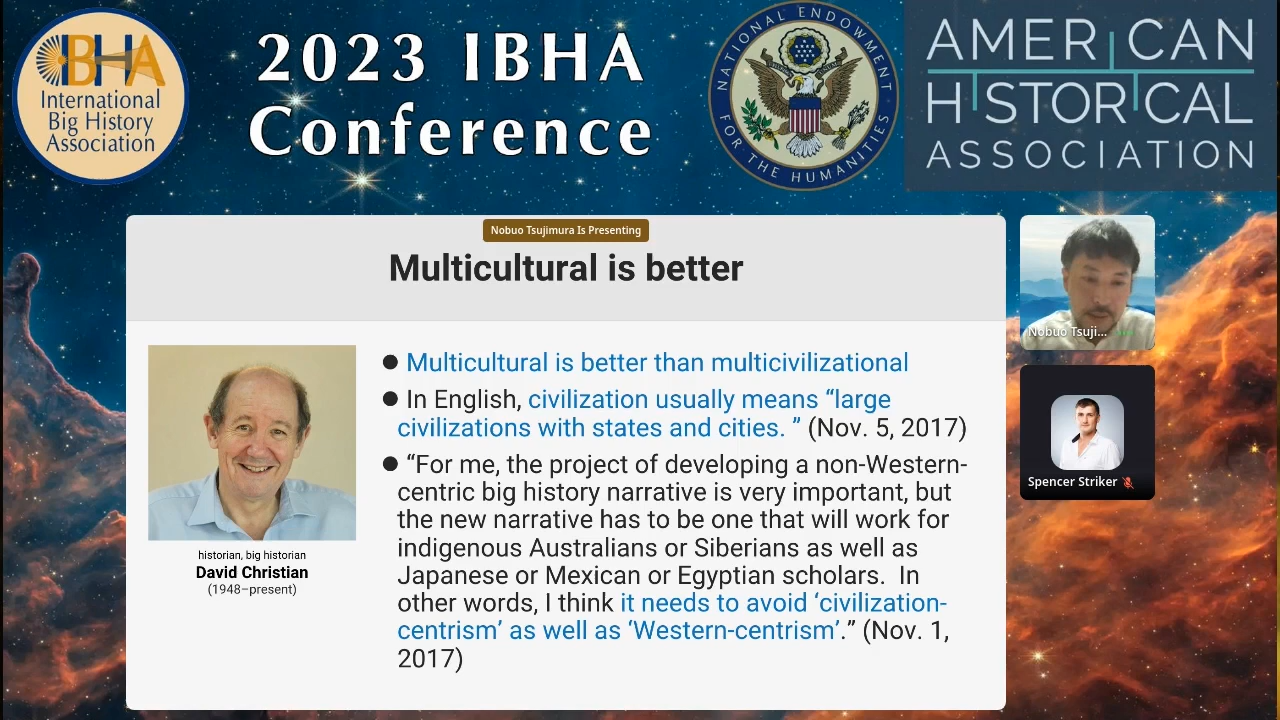 IBHA
International
Big History
Association
2023 IBHA
Conference
NATIONAL ENDOWMENT
FOR THE HUMANITIES
AMERICAN
HISTORICAL
ASSOCIATION
Nobuo Tsujimura Is Presenting
Multicultural is better
● Multicultural is better than multicivilizational
● In English, civilization usually means “large
civilizations with states and cities. ” (Nov. 5, 2017)
● “For me, the project of developing a non-Western-
centric big history narrative is very important, but
the new narrative has to be one that will work for
indigenous Australians or Siberians as well as
Japanese or Mexican or Egyptian scholars.  In
other words, I think it needs to avoid ‘civilization-
centrism’ as well as ‘Western-centrism’.” (Nov. 1,
2017)
historian, big historian
David Christian
(1948–present)
Nobuo Tsuji...
Spencer Striker